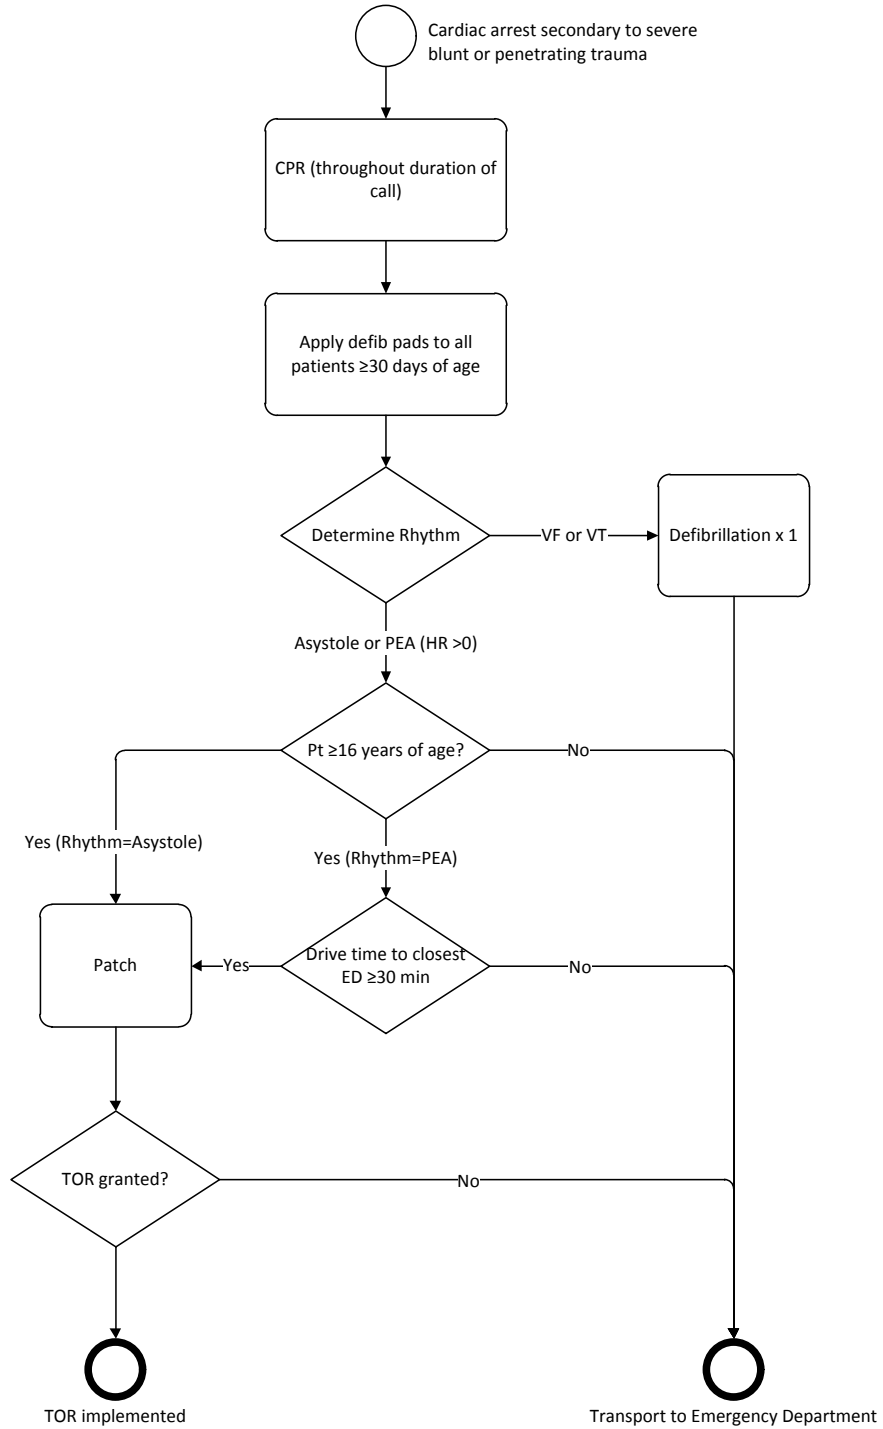 Cardiac arrest secondary to severe
blunt or penetrating trauma
CPR (throughout duration of
call)
Apply defib pads to all
patients ≥30 days of age
Determine Rhythm
VF or VT
Defibrillation x 1
Asystole or PEA (HR >0)
Pt ≥16 years of age?
No
Yes (Rhythm=Asystole)
Yes (Rhythm=PEA)
Patch
Yes
Drive time to closest
ED ≥30 min
No
TOR granted?
No
TOR implemented
Transport to Emergency Department